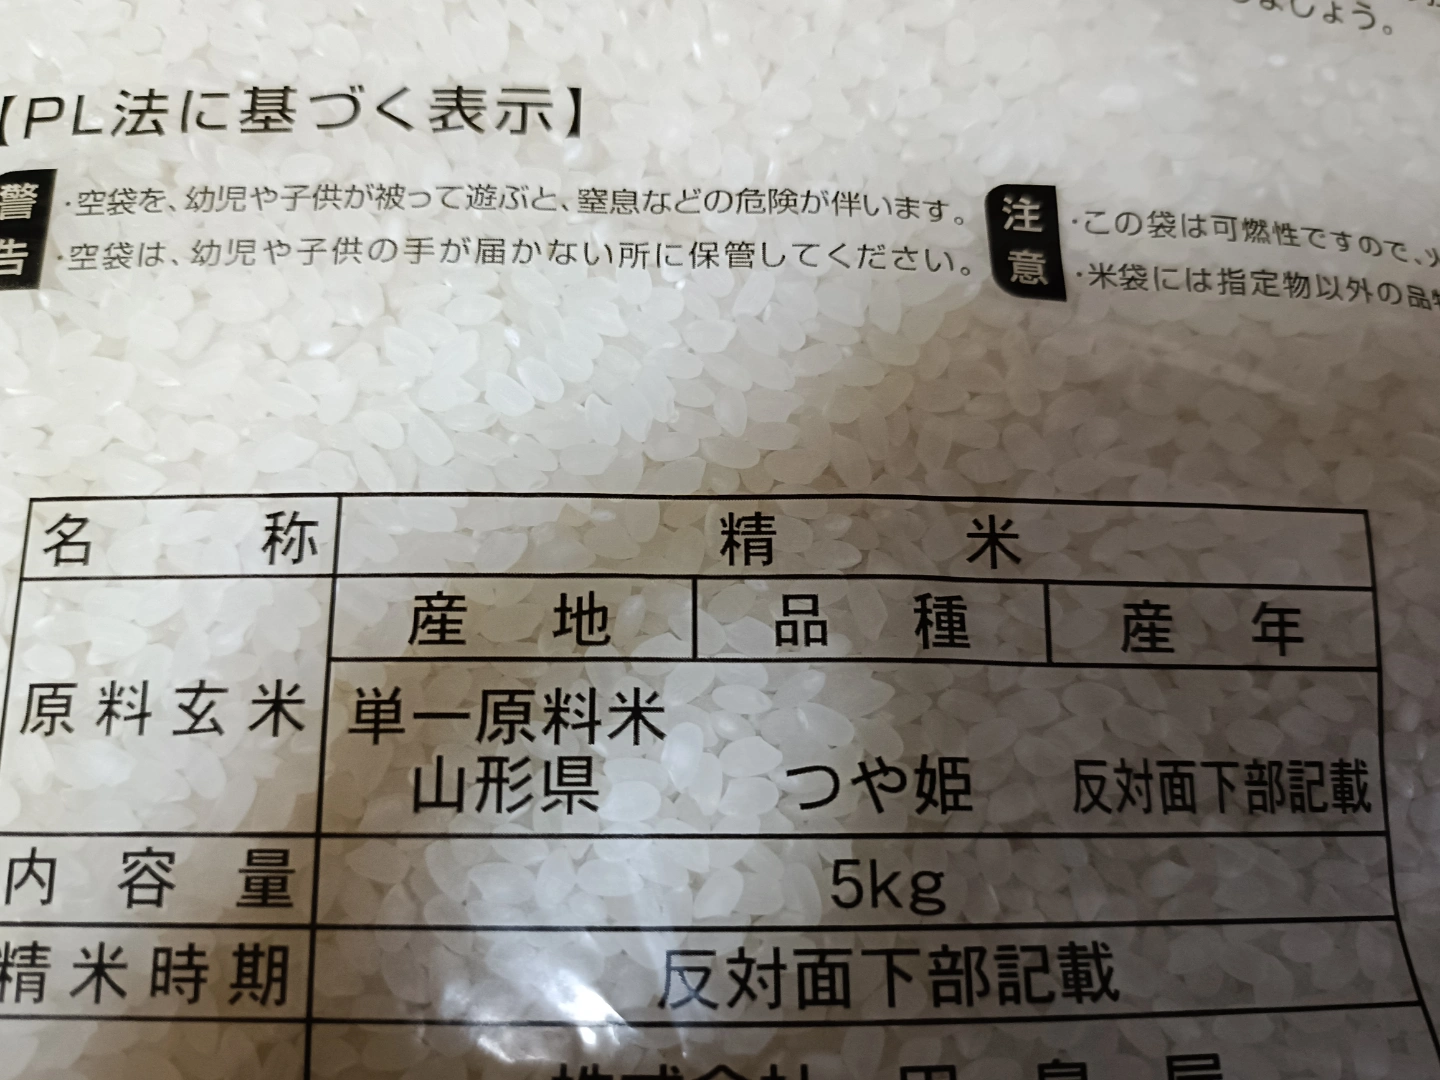 しましょう。
【PL法に基づく表示】
警告
・空袋を、幼児や子供が被って遊ぶと、窒息などの危険が伴います。
・空袋は、幼児や子供の手が届かない所に保管してください。
注意
・この袋は可燃性ですので、火
・米袋には指定物以外の品物
名称 精米
産地 品種 産年
原料玄米 単一原料米
山形県 つや姫 反対面下部記載
内容量 5kg
精米時期 反対面下部記載
株式会社